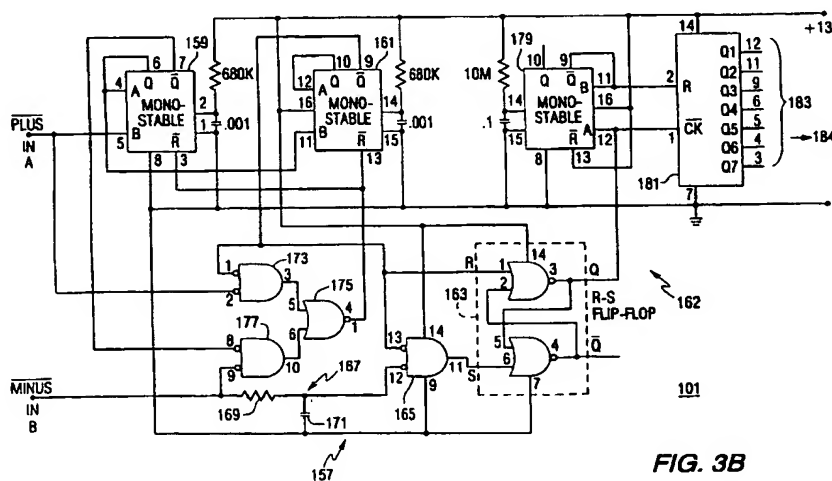 159
161
179
14
+13
6 7
680K
10 9
680K
10M
10 9
Q1 12
4
Q Q̅
A
MONO-
STABLE
B
R̅
2
1
.001
12
16
Q Q̅
A
MONO-
STABLE
B
R̅
14
15
.001
14
15
.1
Q Q̅
B
MONO-
STABLE
A
R̅
11
16
12
2
R
1
C̅K̅
Q2 11
Q3 9
Q4 6
Q5 5
Q6 4
Q7 3
183
184
P̅L̅U̅S̅
IN
A
5
8 3
11
13
8 13
181
7
1
2
173
3
175
5
6
4
1
R
14
1
2
3
Q
162
163
R-S
FLIP-FLOP
8
9
177
10
13
12
14
11
9
165
S
5
6
4
Q̅
7
M̅I̅N̅U̅S̅
IN
B
169
167
171
157
101
FIG. 3B